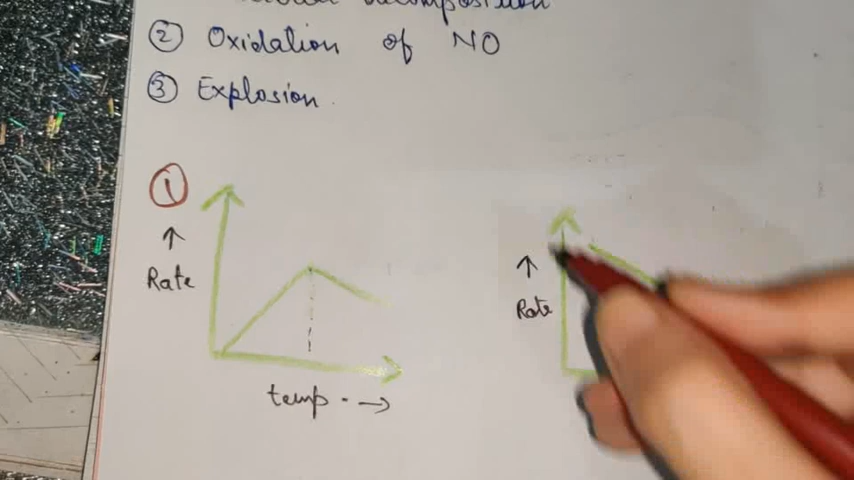 ② Oxidation of NO
③ Explosion.
①
↑
Rate
temp. →
↑
Rate